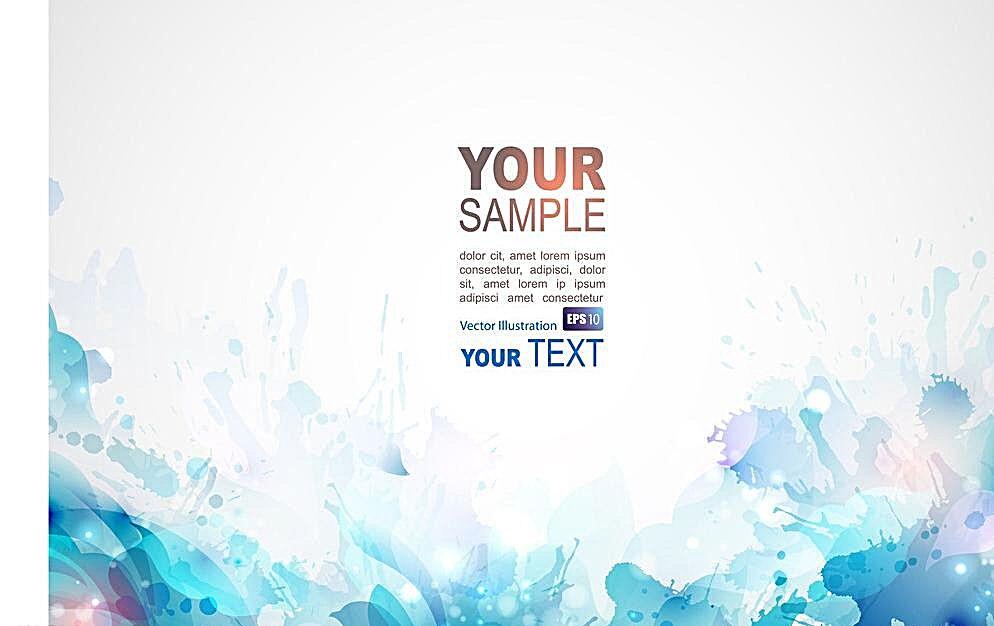 YOUR
SAMPLE
dolor cit, amet lorem ipsum
consectetur, adipisci, dolor
sit, amet lorem ip ipsum
adipisci amet consectetur
Vector Illustration EPS 10
YOUR TEXT